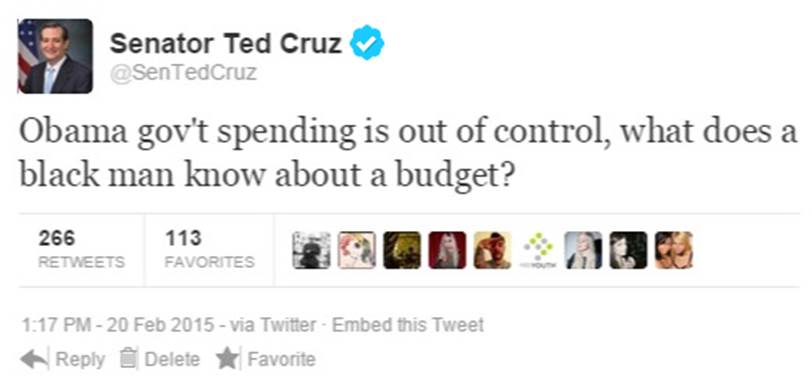 Senator Ted Cruz
@SenTedCruz
Obama gov't spending is out of control, what does a
black man know about a budget?
266
RETWEETS
113
FAVORITES
1:17 PM - 20 Feb 2015 - via Twitter · Embed this Tweet
Reply Delete Favorite